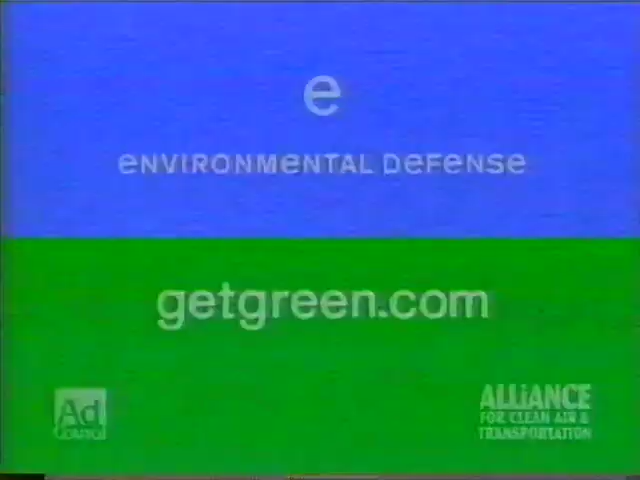 e
eNVIRONMeNTAL DeFeNSe
getgreen.com
Ad
Council
ALLiANCE
FOR CLEAN AIR &
TRANSPORTATION